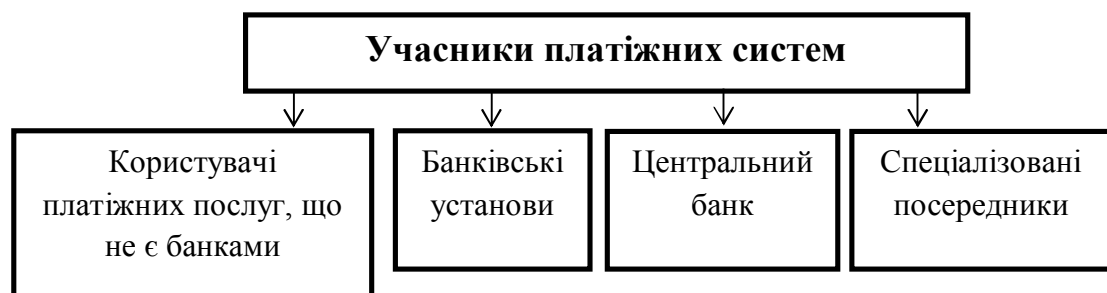 Учасники платіжних систем
Користувачі
платіжних послуг, що
не є банками
Банківські
установи
Центральний
банк
Спеціалізовані
посередники